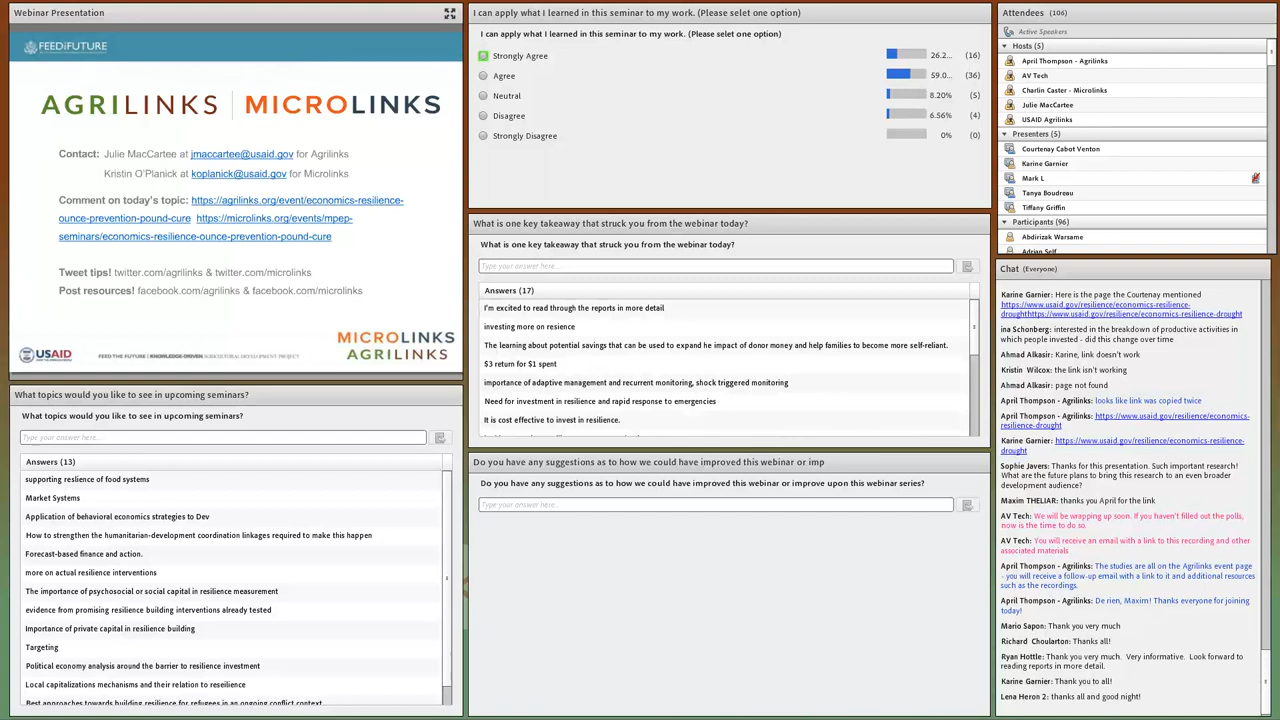 Webinar Presentation
FEED THE FUTURE
AGRILINKS MICROLINKS
Contact: Julie MacCartee at jmaccartee@usaid.gov for Agrilinks
Kristin O'Planick at koplanick@usaid.gov for Microlinks
Comment on today's topic: https://agrilinks.org/event/economics-resilience-
ounce-prevention-pound-cure https://microlinks.org/events/mpep-
seminars/economics-resilience-ounce-prevention-pound-cure
Tweet tips! twitter.com/agrilinks & twitter.com/microlinks
Post resources! facebook.com/agrilinks & facebook.com/microlinks
MICROLINKS
AGRILINKS
USAID
FEED THE FUTURE | KNOWLEDGE-DRIVEN AGRICULTURAL DEVELOPMENT PROJECT
What topics would you like to see in upcoming seminars?
What topics would you like to see in upcoming seminars?
Type your answer here...
Answers (13)
supporting reslience of food systems
Market Systems
Application of behavioral economics strategies to Dev
How to strengthen the humanitarian-development coordination linkages required to make this happen
Forecast-based finance and action.
more on actual resilience interventions
The importance of psychosocial or social capital in resilience measurement
evidence from promising resilience building interventions already tested
Importance of private capital in resilience building
Targeting
Political economy analysis around the barrier to resilience investment
Local capitalizations mechanisms and their relation to reseilience
Best approaches towards building resilience for refugees in an ongoing conflict context
I can apply what I learned in this seminar to my work. (Please selet one option)
I can apply what I learned in this seminar to my work. (Please selet one option)
Strongly Agree 26.2... (16)
Agree 59.0... (36)
Neutral 8.20% (5)
Disagree 6.56% (4)
Strongly Disagree 0% (0)
What is one key takeaway that struck you from the webinar today?
What is one key takeaway that struck you from the webinar today?
Type your answer here...
Answers (17)
I'm excited to read through the reports in more detail
investing more on resience
The learning about potential savings that can be used to expand he impact of donor money and help families to become more self-reliant.
$3 return for $1 spent
importance of adaptive management and recurrent monitoring, shock triggered monitoring
Need for investment in resilience and rapid response to emergencies
It is cost effective to invest in resilience.
Do you have any suggestions as to how we could have improved this webinar or imp
Do you have any suggestions as to how we could have improved this webinar or improve upon this webinar series?
Type your answer here...
Attendees (106)
Active Speakers
Hosts (5)
April Thompson - Agrilinks
AV Tech
Charlin Caster - Microlinks
Julie MacCartee
USAID Agrilinks
Presenters (5)
Courtenay Cabot Venton
Karine Garnier
Mark L
Tanya Boudreau
Tiffany Griffin
Participants (96)
Abdirizak Warsame
Adrian Self
Chat (Everyone)
Karine Garnier: Here is the page the Courtenay mentioned
https://www.usaid.gov/resilience/economics-resilience-
droughthttps://www.usaid.gov/resilience/economics-resilience-drought
ina Schonberg: interested in the breakdown of productive activities in
which people invested - did this change over time
Ahmad Alkasir: Karine, link doesn't work
Kristin Wilcox: the link isn't working
Ahmad Alkasir: page not found
April Thompson - Agrilinks: looks like link was copied twice
April Thompson - Agrilinks: https://www.usaid.gov/resilience/economics-
resilience-drought
Karine Garnier: https://www.usaid.gov/resilience/economics-resilience-
drought
Sophie Javers: Thanks for this presentation. Such important research!
What are the future plans to bring this research to an even broader
development audience?
Maxim THELIAR: thanks you April for the link
AV Tech: We will be wrapping up soon. If you haven't filled out the polls,
now is the time to do so.
AV Tech: You will receive an email with a link to this recording and other
associated materials
April Thompson - Agrilinks: The studies are all on the Agrilinks event page
- you will receive a follow-up email with a link to it and additional resources
such as the recordings.
April Thompson - Agrilinks: De rien, Maxim! Thanks everyone for joining
today!
Mario Sapon: Thank you very much
Richard Choularton: Thanks all!
Ryan Hottle: Thank you very much. Very informative. Look forward to
reading reports in more detail.
Karine Garnier: Thank you to all!
Lena Heron 2: thanks all and good night!